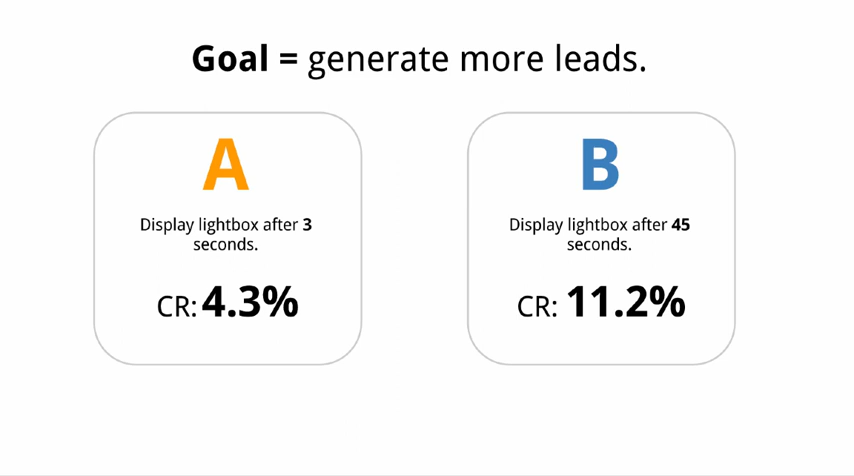 Goal = generate more leads.
A
Display lightbox after 3
seconds.
CR: 4.3%
B
Display lightbox after 45
seconds.
CR: 11.2%